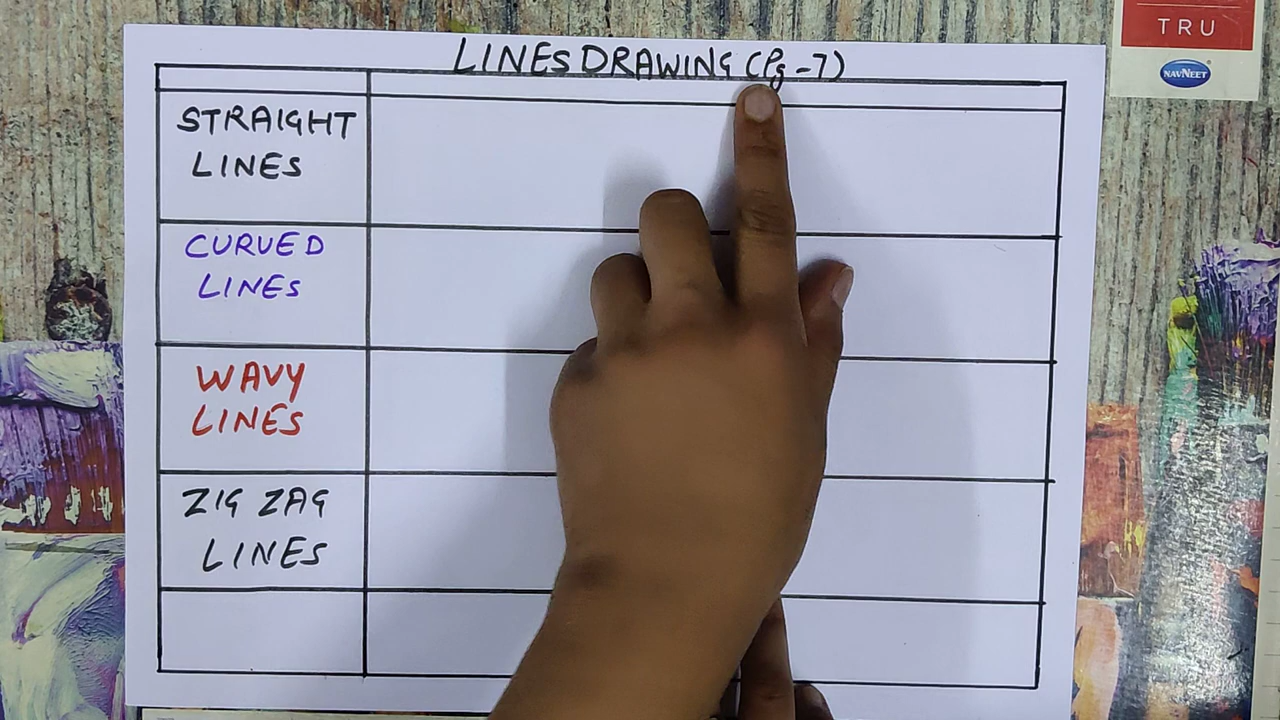 TRU
NAVNEET
LINES DRAWING (Pg-7)
STRAIGHT
LINES
CURVED
LINES
WAVY
LINES
ZIG ZAG
LINES